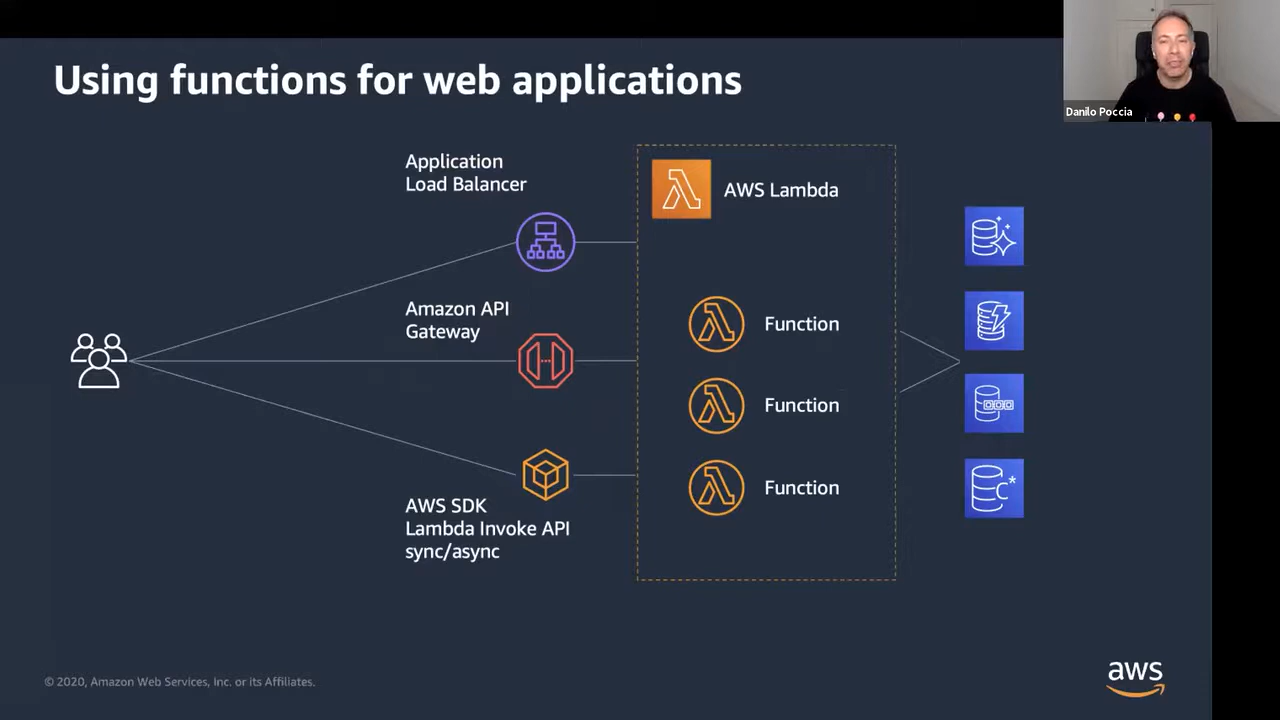 Using functions for web applications
Danilo Poccia
Application
Load Balancer
AWS Lambda
Amazon API
Gateway
Function
Function
Function
AWS SDK
Lambda Invoke API
sync/async
C*
© 2020, Amazon Web Services, Inc. or its Affiliates.
aws